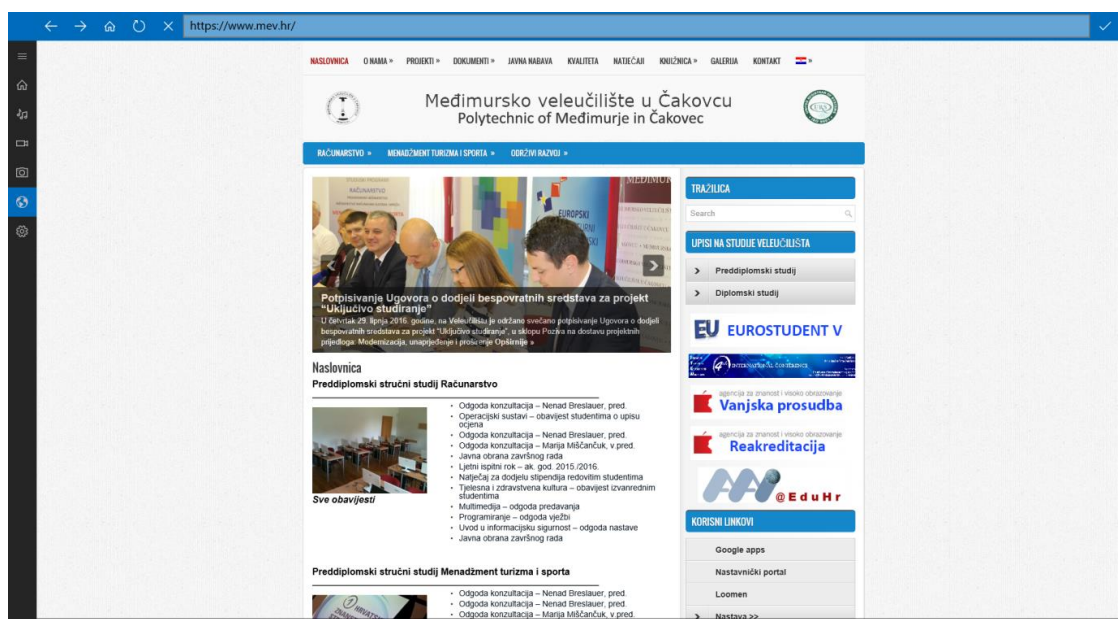 https://www.mev.hr/
NASLOVNICA O NAMA » PROJEKTI » DOKUMENTI » JAVNA NABAVA KVALITETA NATJEČAJI KNJIŽNICA » GALERIJA KONTAKT »
Međimursko veleučilište u Čakovcu
Polytechnic of Međimurje in Čakovec
RAČUNARSTVO » MENADŽMENT TURIZMA I SPORTA » ODRŽIVI RAZVOJ »
RAČUNARSTVO
MEĐIMUR
EUROPSKI
Potpisivanje Ugovora o dodjeli bespovratnih sredstava za projekt
"Uključivo studiranje"
U četvrtak 29. lipnja 2016. godine, na Veleučilištu je održano svečano potpisivanje Ugovora o dodjeli
bespovratnih sredstava za projekt "Uključivo studiranje", u sklopu Poziva na dostavu projektnih
prijedloga: Modernizacija, unaprjeđenje i proširenje Opširnije »
Naslovnica
Preddiplomski stručni studij Računarstvo
Sve obavijesti
• Odgoda konzultacija – Nenad Breslauer, pred.
• Operacijski sustavi – obavijest studentima o upisu
ocjena
• Odgoda konzultacija – Nenad Breslauer, pred.
• Odgoda konzultacija – Marija Miščančuk, v.pred.
• Javna obrana završnog rada
• Ljetni ispitni rok – ak. god. 2015./2016.
• Natječaj za dodjelu stipendija redovitim studentima
• Tjelesna i zdravstvena kultura – obavijest izvanrednim
studentima
• Multimedija – odgoda predavanja
• Programiranje – odgoda vježbi
• Uvod u informacijsku sigurnost – odgoda nastave
• Javna obrana završnog rada
Preddiplomski stručni studij Menadžment turizma i sporta
• Odgoda konzultacija – Nenad Breslauer, pred.
• Odgoda konzultacija – Nenad Breslauer, pred.
• Odgoda konzultacija – Marija Miščančuk, v.pred.
TRAŽILICA
Search
UPISI NA STUDIJE VELEUČILIŠTA
Preddiplomski studij
Diplomski studij
EU EUROSTUDENT V
4th INTERNATIONAL CONFERENCE
agencija za znanost i visoko obrazovanje
Vanjska prosudba
agencija za znanost i visoko obrazovanje
Reakreditacija
@EduHr
KORISNI LINKOVI
Google apps
Nastavnički portal
Loomen
Nastava >>